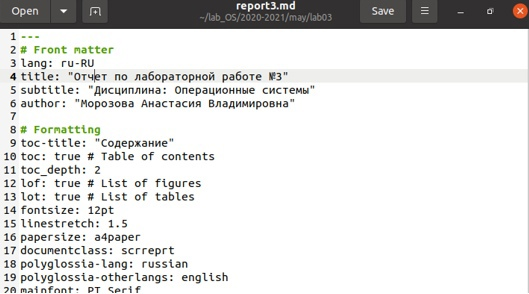 Open
report3.md
~/lab_OS/2020-2021/may/lab03
Save
1 ---
2 # Front matter
3 lang: ru-RU
4 title: "Отчет по лабораторной работе №3"
5 subtitle: "Дисциплина: Операционные системы"
6 author: "Морозова Анастасия Владимировна"
7
8 # Formatting
9 toc-title: "Содержание"
10 toc: true # Table of contents
11 toc_depth: 2
12 lof: true # List of figures
13 lot: true # List of tables
14 fontsize: 12pt
15 linestretch: 1.5
16 papersize: a4paper
17 documentclass: scrreprt
18 polyglossia-lang: russian
19 polyglossia-otherlangs: english
20 mainfont: PT Serif